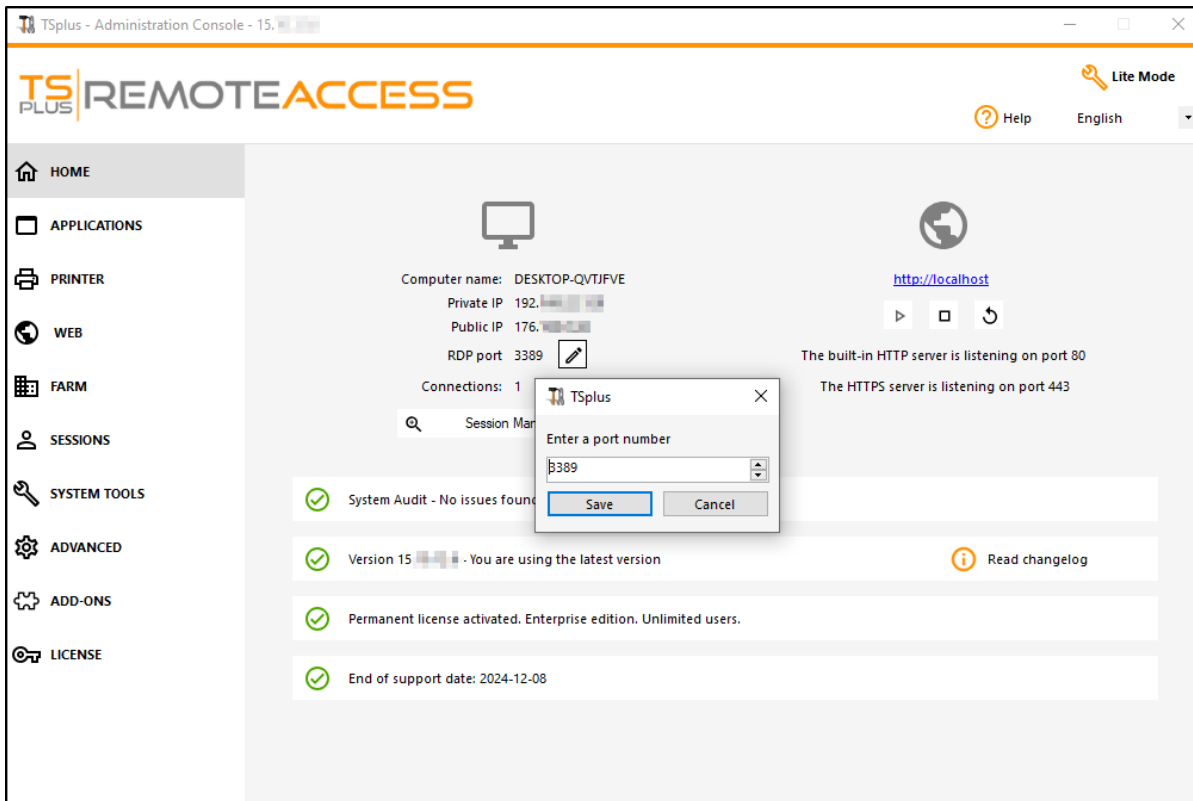 TSplus - Administration Console - 15.
TS PLUS REMOTEACCESS
Lite Mode
Help
English
HOME
APPLICATIONS
PRINTER
WEB
FARM
SESSIONS
SYSTEM TOOLS
ADVANCED
ADD-ONS
LICENSE
Computer name: DESKTOP-QVTJFVE
Private IP 192.
Public IP 176.
RDP port 3389
Connections: 1
Session Man
http://localhost
The built-in HTTP server is listening on port 80
The HTTPS server is listening on port 443
TSplus
Enter a port number
3389
Save
Cancel
System Audit - No issues found
Version 15 - You are using the latest version
Read changelog
Permanent license activated. Enterprise edition. Unlimited users.
End of support date: 2024-12-08